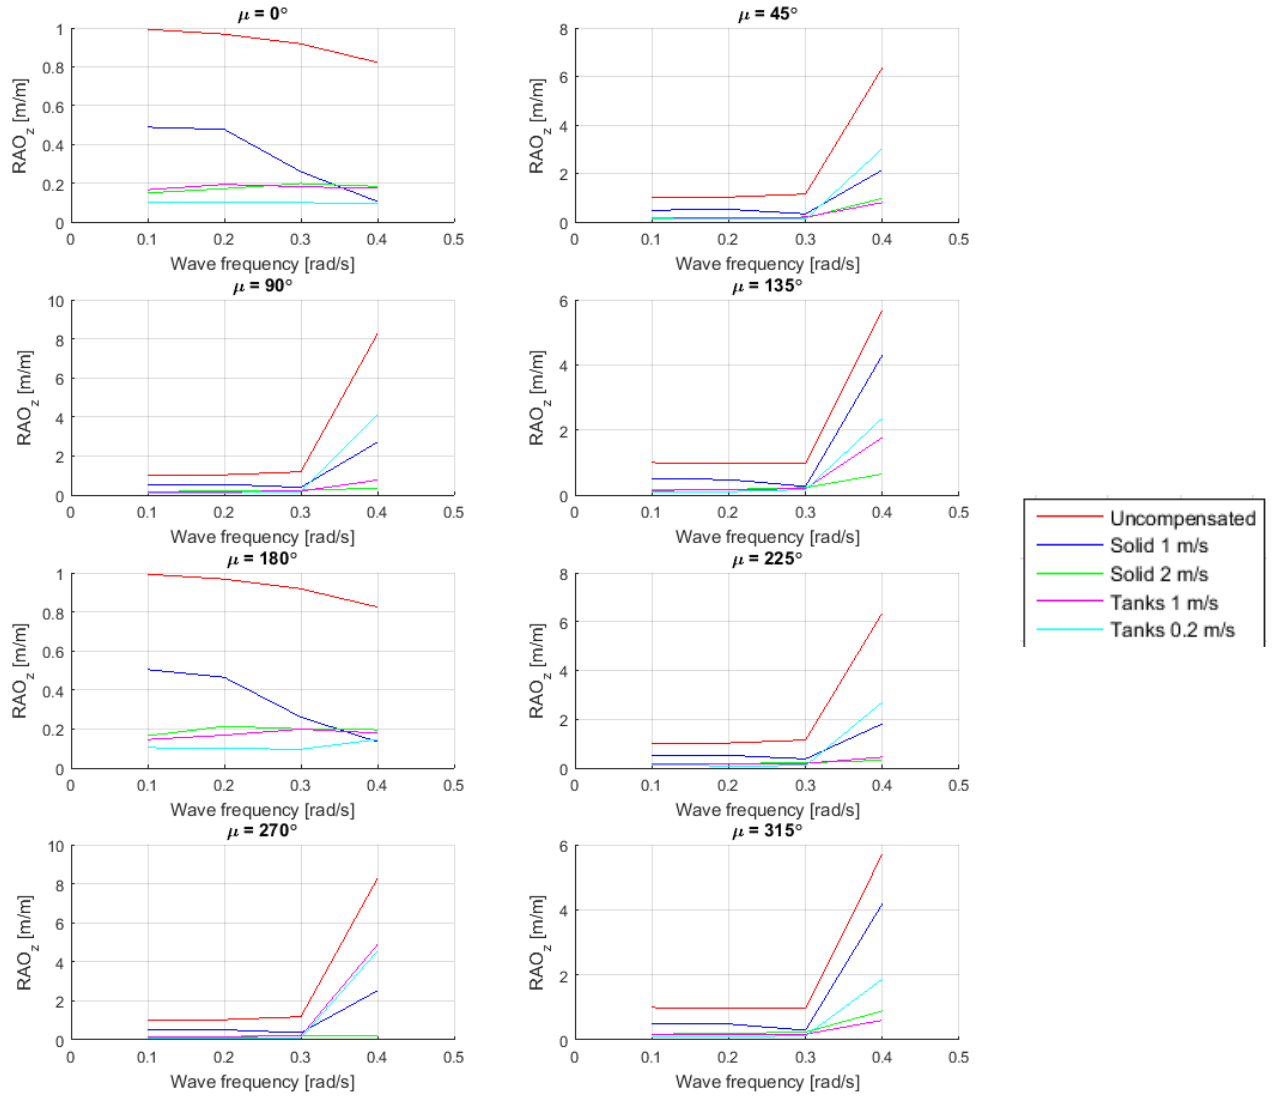 μ = 0°
RAOz [m/m]
1
0.8
0.6
0.4
0.2
0
0 0.1 0.2 0.3 0.4 0.5
Wave frequency [rad/s]
μ = 45°
RAOz [m/m]
8
6
4
2
0
0 0.1 0.2 0.3 0.4 0.5
Wave frequency [rad/s]
μ = 90°
RAOz [m/m]
10
8
6
4
2
0
0 0.1 0.2 0.3 0.4 0.5
Wave frequency [rad/s]
μ = 135°
RAOz [m/m]
6
4
2
0
0 0.1 0.2 0.3 0.4 0.5
Wave frequency [rad/s]
μ = 180°
RAOz [m/m]
1
0.8
0.6
0.4
0.2
0
0 0.1 0.2 0.3 0.4 0.5
Wave frequency [rad/s]
μ = 225°
RAOz [m/m]
8
6
4
2
0
0 0.1 0.2 0.3 0.4 0.5
Wave frequency [rad/s]
μ = 270°
RAOz [m/m]
10
8
6
4
2
0
0 0.1 0.2 0.3 0.4 0.5
Wave frequency [rad/s]
μ = 315°
RAOz [m/m]
6
4
2
0
0 0.1 0.2 0.3 0.4 0.5
Wave frequency [rad/s]
Uncompensated
Solid 1 m/s
Solid 2 m/s
Tanks 1 m/s
Tanks 0.2 m/s